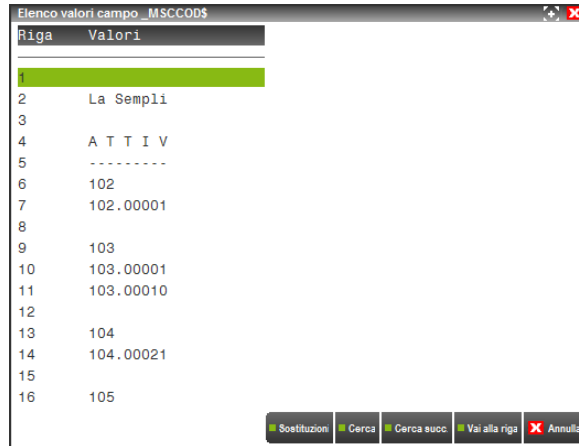 Elenco valori campo _MSCCOD$
Riga Valori
1
2 La Sempli
3
4 A T T I V
5 ---------
6 102
7 102.00001
8
9 103
10 103.00001
11 103.00010
12
13 104
14 104.00021
15
16 105
Sostituzioni Cerca Cerca succ Vai alla riga Annulla